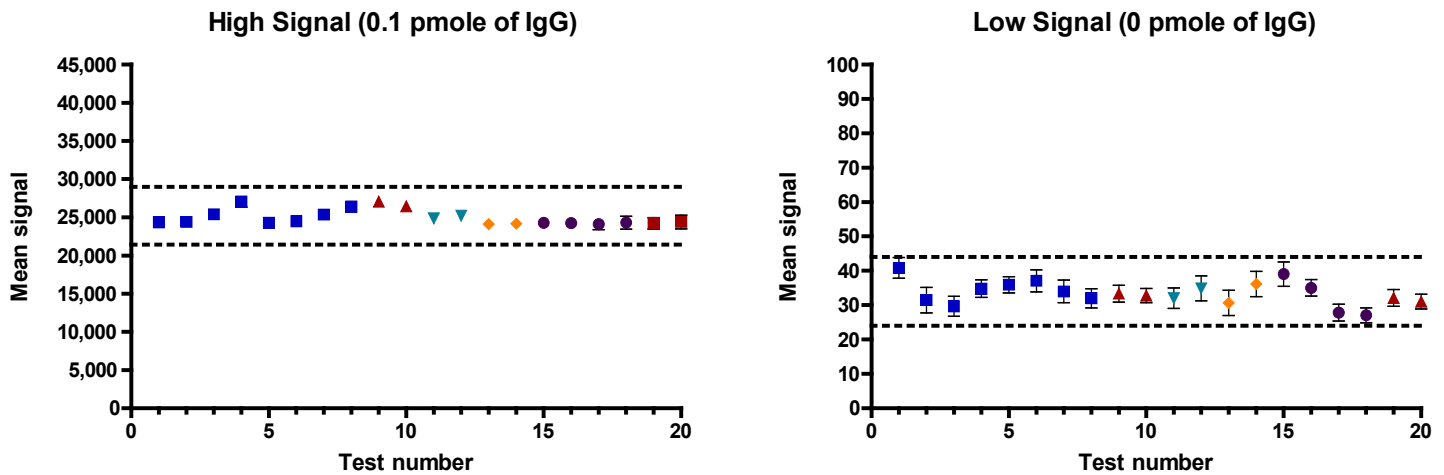 High Signal (0.1 pmole of IgG)
45,000
40,000
35,000
30,000
25,000
20,000
15,000
10,000
5,000
0
Mean signal
0 5 10 15 20
Test number
Low Signal (0 pmole of IgG)
100
90
80
70
60
50
40
30
20
10
0
Mean signal
0 5 10 15 20
Test number